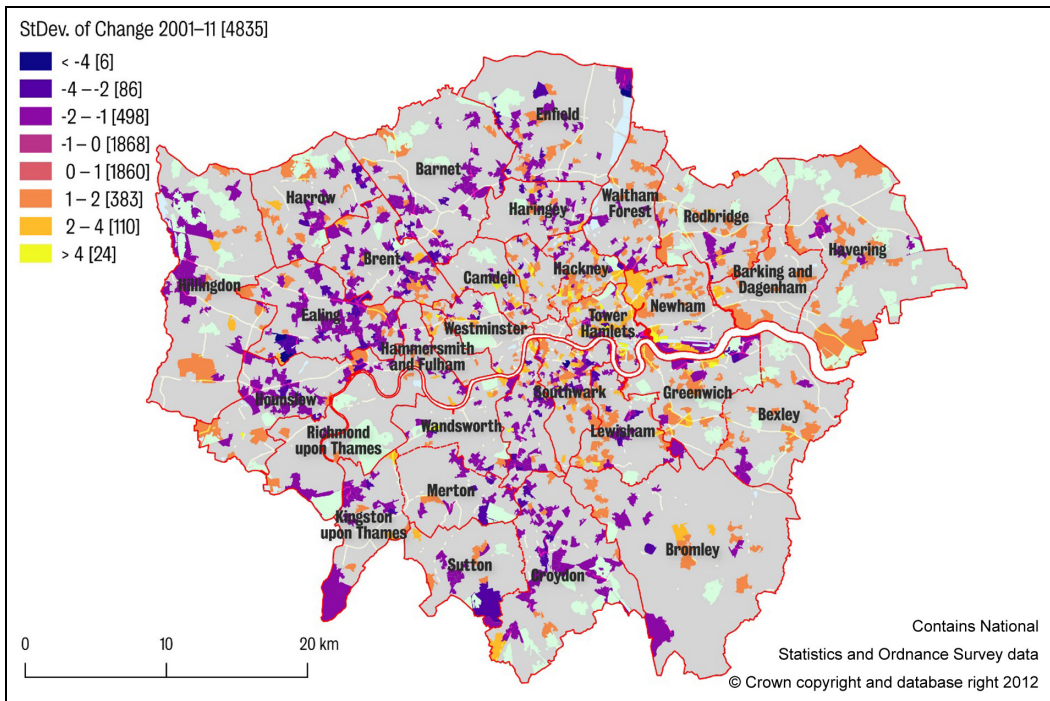 StDev. of Change 2001–11 [4835]
< -4 [6]
-4 – -2 [86]
-2 – -1 [498]
-1 – 0 [1868]
0 – 1 [1860]
1 – 2 [383]
2 – 4 [110]
> 4 [24]
Enfield
Barnet
Harrow
Haringey
Waltham
Forest
Redbridge
Havering
Brent
Camden
Hackney
Barking and
Dagenham
Hillingdon
Ealing
Newham
Tower
Hamlets
Westminster
Hammersmith
and Fulham
Hounslow
Southwark
Greenwich
Bexley
Richmond
upon Thames
Wandsworth
Lewisham
Merton
Kingston
upon Thames
Sutton
Croydon
Bromley
0
10
20 km
Contains National
Statistics and Ordnance Survey data
© Crown copyright and database right 2012